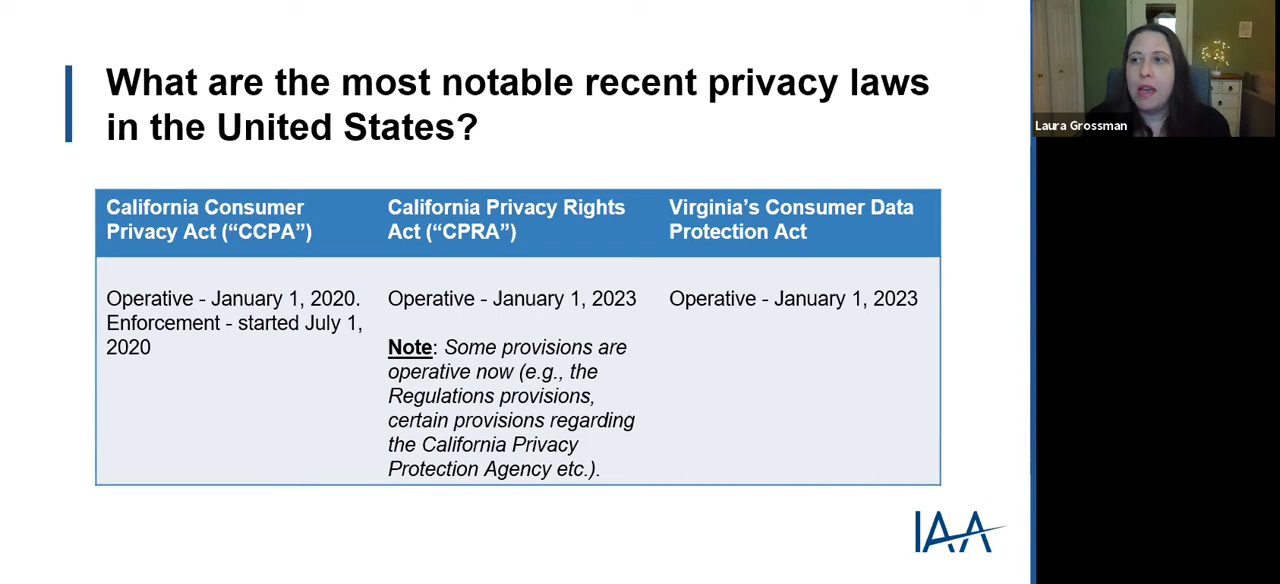 What are the most notable recent privacy laws
in the United States?
California Consumer
Privacy Act (“CCPA”)
Operative - January 1, 2020.
Enforcement - started July 1,
2020
California Privacy Rights
Act (“CPRA”)
Operative - January 1, 2023
Note: Some provisions are
operative now (e.g., the
Regulations provisions,
certain provisions regarding
the California Privacy
Protection Agency etc.).
Virginia’s Consumer Data
Protection Act
Operative - January 1, 2023
IAA
Laura Grossman